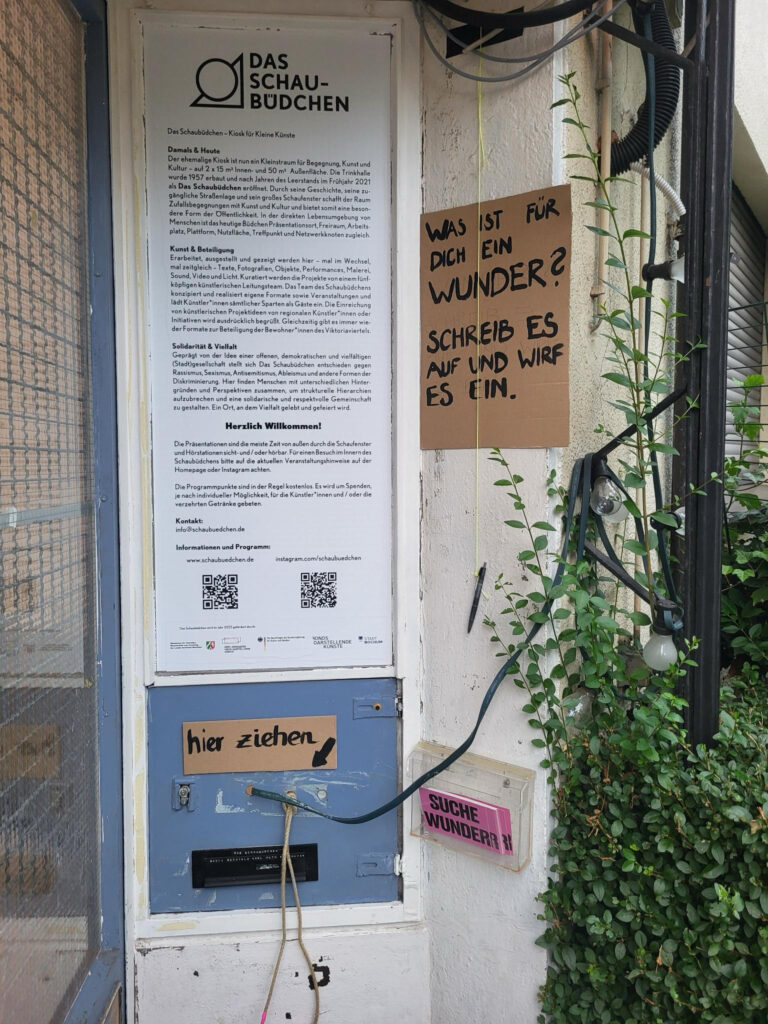 DAS
SCHAU-
BÜDCHEN
Das Schaubüdchen – Kiosk für Kleine Künste
Damals & Heute
Der ehemalige Kiosk ist nun ein Kleinstraum für Begegnung, Kunst und
Kultur – auf 2 x 15 m² Innen- und 50 m² Außenfläche. Die Trinkhalle
wurde 1957 erbaut und nach Jahren des Leerstands im Frühjahr 2021
als Das Schaubüdchen eröffnet. Durch seine Geschichte, seine zu-
gängliche Straßenlage und sein großes Schaufenster schafft der Raum
Zufallsbegegnungen mit Kunst und Kultur und bietet somit eine beson-
dere Form der Öffentlichkeit. In der direkten Lebensumgebung von
Menschen ist das heutige Büdchen Präsentationsort, Freiraum, Arbeits-
platz, Plattform, Nutzfläche, Treffpunkt und Netzwerkknoten zugleich.
Kunst & Beteiligung
Erarbeitet, ausgestellt und gezeigt werden hier – mal im Wechsel,
mal zeitgleich – Texte, Fotografien, Objekte, Performances, Malerei,
Sound, Video und Licht. Kuratiert werden die Projekte von einem fünf-
köpfigen künstlerischen Leitungsteam. Das Team des Schaubüdchens
konzipiert und realisiert eigene Formate sowie Veranstaltungen und
lädt Künstler*innen sämtlicher Sparten als Gäste ein. Die Einreichung
von künstlerischen Projektideen von regionalen Künstler*innen oder
Initiativen wird ausdrücklich begrüßt. Gleichzeitig gibt es immer wie-
der Formate zur Beteiligung der Bewohner*innen des Viktoriaviertels.
Solidarität & Vielfalt
Geprägt von der Idee einer offenen, demokratischen und vielfältigen
(Stadt)gesellschaft stellt sich Das Schaubüdchen entschieden gegen
Rassismus, Sexismus, Antisemitismus, Ableismus und andere Formen der
Diskriminierung. Hier finden Menschen mit unterschiedlichen Hinter-
gründen und Perspektiven zusammen, um strukturelle Hierarchien
aufzubrechen und eine solidarische und respektvolle Gemeinschaft
zu gestalten. Ein Ort, an dem Vielfalt gelebt und gefeiert wird.
Herzlich Willkommen!
Die Präsentationen sind die meiste Zeit von außen durch die Schaufenster
und Hörstationen sicht- und / oder hörbar. Für einen Besuch im Innern des
Schaubüdchens bitte auf die aktuellen Veranstaltungshinweise auf der
Homepage oder Instagram achten.
Die Programmpunkte sind in der Regel kostenlos. Es wird um Spenden,
je nach individueller Möglichkeit, für die Künstler*innen und / oder die
verzehrten Getränke gebeten.
Kontakt:
info@schaubuedchen.de
Informationen und Programm:
www.schaubuedchen.de
instagram.com/schaubuedchen
FONDS
DARSTELLENDE
KÜNSTE
STADT
BOCHUM
WAS IST FÜR
DICH EIN
WUNDER?
SCHREIB ES
AUF UND WIRF
ES EIN.
hier ziehen
SUCHE
WUNDERR